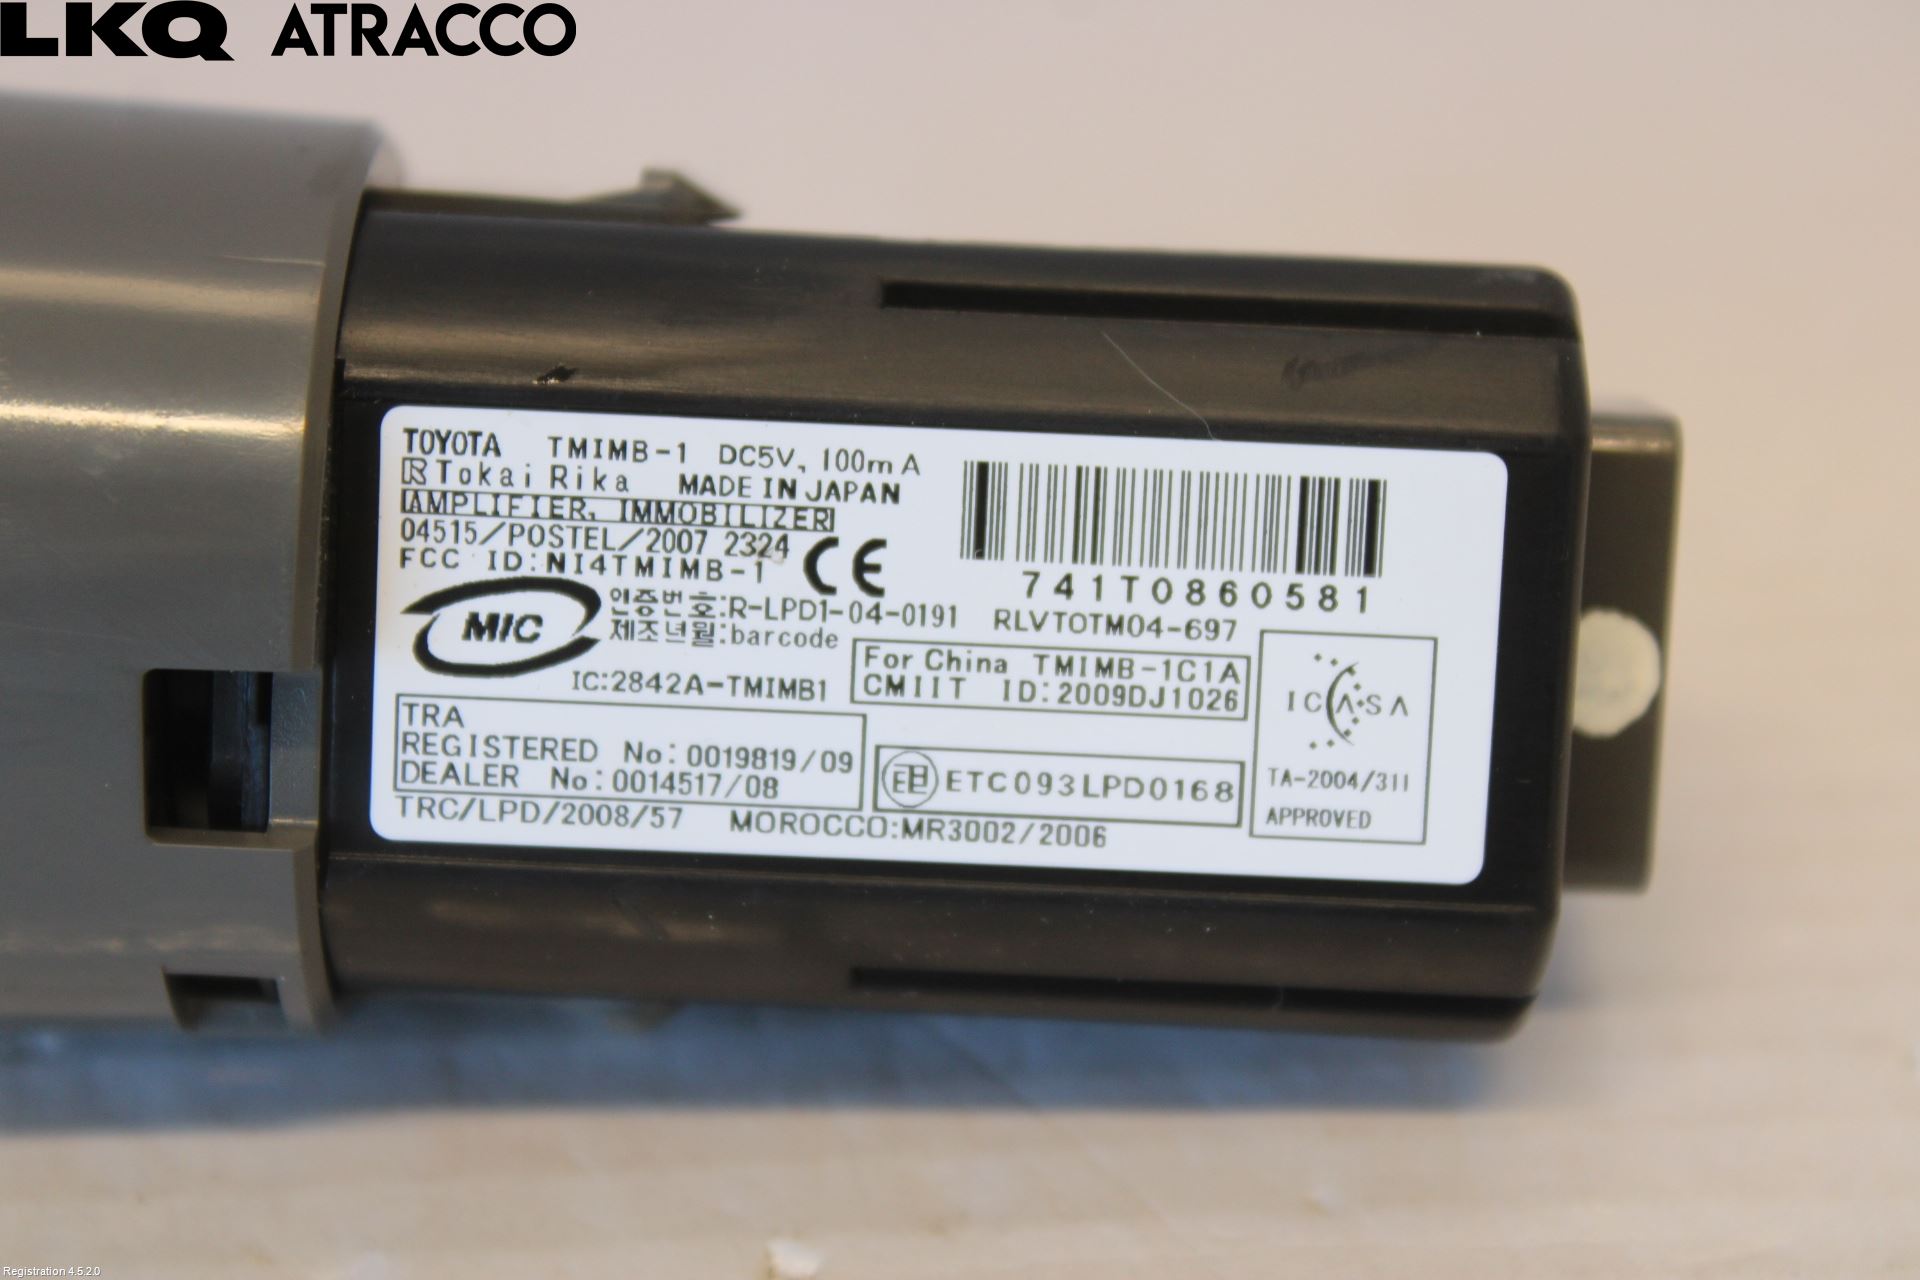 LKQ ATRACCO
TOYOTA TMIMB-1 DC5V, 100mA
R Tokai Rika MADE IN JAPAN
AMPLIFIER, IMMOBILIZER
04515/POSTEL/2007 2324
FCC ID:NI4TMIMB-1 CE
741T0860581
MIC
인증번호:R-LPD1-04-0191 RLVTOTM04-697
제조년월:barcode
IC:2842A-TMIMB1
For China TMIMB-1C1A
CMIIT ID:2009DJ1026
ICASA
TA-2004/311
APPROVED
TRA
REGISTERED No:0019819/09
DEALER No:0014517/08
ETC093LPD0168
TRC/LPD/2008/57 MOROCCO:MR3002/2006
Registration 4.5.2.0